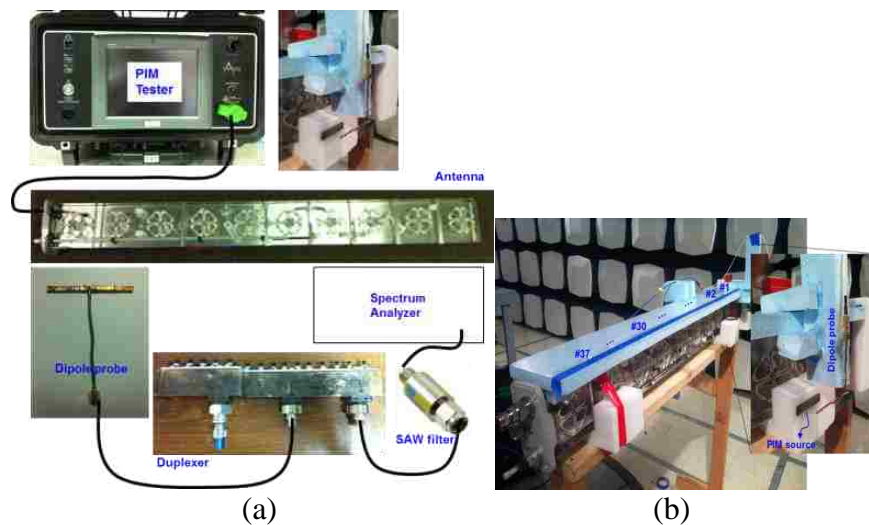 PIM
Tester
Antenna
Spectrum
Analyzer
Dipole probe
SAW filter
Duplexer
#1
#2
...
#30
...
#37
Dipole probe
PIM source
(a)
(b)